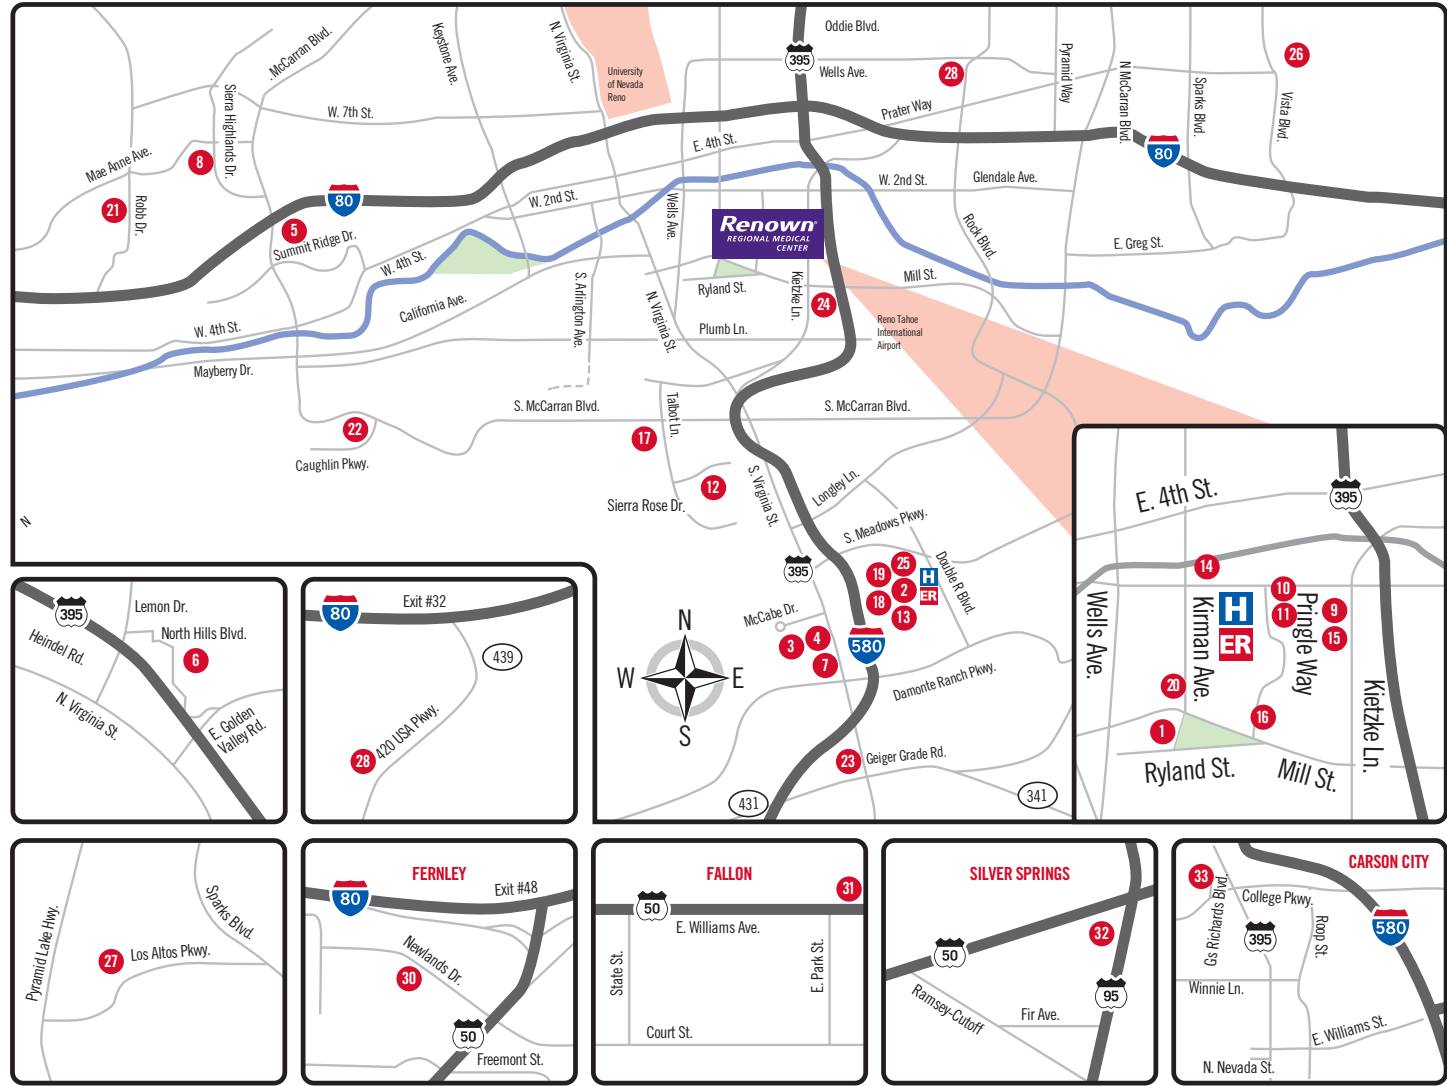 Oddie Blvd.
395
Wells Ave.
28
26
McCarran Blvd.
Keystone Ave.
N. Virginia St.
University
of Nevada
Reno
Pyramid Way
N McCarran Blvd.
Sparks Blvd.
Vista Blvd.
Prater Way
Sierra Highlands Dr.
W. 7th St.
E. 4th St.
80
Mae Anne Ave.
8
W. 2nd St.
Glendale Ave.
21
Robb Dr.
80
W. 2nd St.
Wells Ave.
Renown®
REGIONAL MEDICAL
CENTER
Rock Blvd.
E. Greg St.
5
Summit Ridge Dr.
W. 4th St.
S. Arlington Ave.
N. Virginia St.
Ryland St.
Kietzke Ln.
Mill St.
24
California Ave.
W. 4th St.
Plumb Ln.
Reno Tahoe
International
Airport
Mayberry Dr.
S. McCarran Blvd.
Talbot Ln.
S. McCarran Blvd.
22
17
Caughlin Pkwy.
12
Sierra Rose Dr.
S. Virginia St.
Longley Ln.
N
S. Meadows Pkwy.
395
25
19
2
H
ER
18
13
Double R Blvd.
McCabe Dr.
3
4
7
580
Damonte Ranch Pkwy.
N
W
E
S
23
Geiger Grade Rd.
431
341
E. 4th St.
395
14
10
11
Pringle Way
9
15
Wells Ave.
Kirman Ave.
H
ER
20
1
16
Kietzke Ln.
Ryland St.
Mill St.
395
Lemon Dr.
North Hills Blvd.
Heindel Rd.
6
N. Virginia St.
E. Golden
Valley Rd.
80
Exit #32
439
28
420 USA Pkwy.
Pyramid Lake Hwy.
Sparks Blvd.
27
Los Altos Pkwy.
FERNLEY
80
Exit #48
Newlands Dr.
30
50
Freemont St.
FALLON
31
50
E. Williams Ave.
State St.
E. Park St.
Court St.
SILVER SPRINGS
32
50
95
Ramsey-Cutoff
Fir Ave.
CARSON CITY
33
Gs Richards Blvd.
College Pkwy.
395
Roop St.
580
Winnie Ln.
E. Williams St.
N. Nevada St.